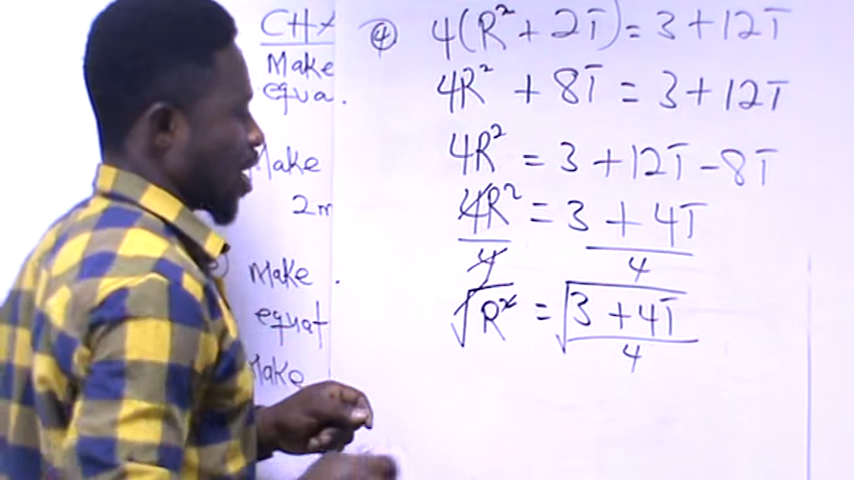 CHA
Make
equa.
Make
2m
Make.
equat
Make
④ 4(R² + 2T) = 3 + 12T
4R² + 8T = 3 + 12T
4R² = 3 + 12T - 8T
4R² = 3 + 4T
4 4
√R² = √3 + 4T
4